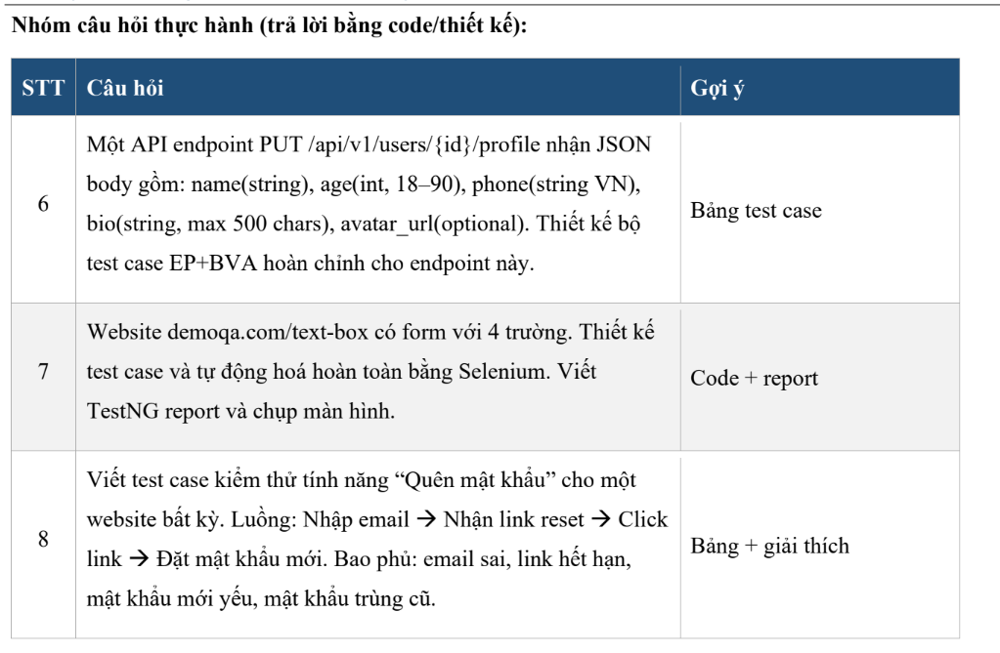 Nhóm câu hỏi thực hành (trả lời bằng code/thiết kế):
STT Câu hỏi Gợi ý
Một API endpoint PUT /api/v1/users/{id}/profile nhận JSON
body gồm: name(string), age(int, 18–90), phone(string VN),
6
bio(string, max 500 chars), avatar_url(optional). Thiết kế bộ
test case EP+BVA hoàn chỉnh cho endpoint này.
Bảng test case
Website demoqa.com/text-box có form với 4 trường. Thiết kế
7
test case và tự động hoá hoàn toàn bằng Selenium. Viết
TestNG report và chụp màn hình.
Code + report
Viết test case kiểm thử tính năng “Quên mật khẩu” cho một
website bất kỳ. Luồng: Nhập email → Nhận link reset → Click
8
link → Đặt mật khẩu mới. Bao phủ: email sai, link hết hạn,
mật khẩu mới yếu, mật khẩu trùng cũ.
Bảng + giải thích